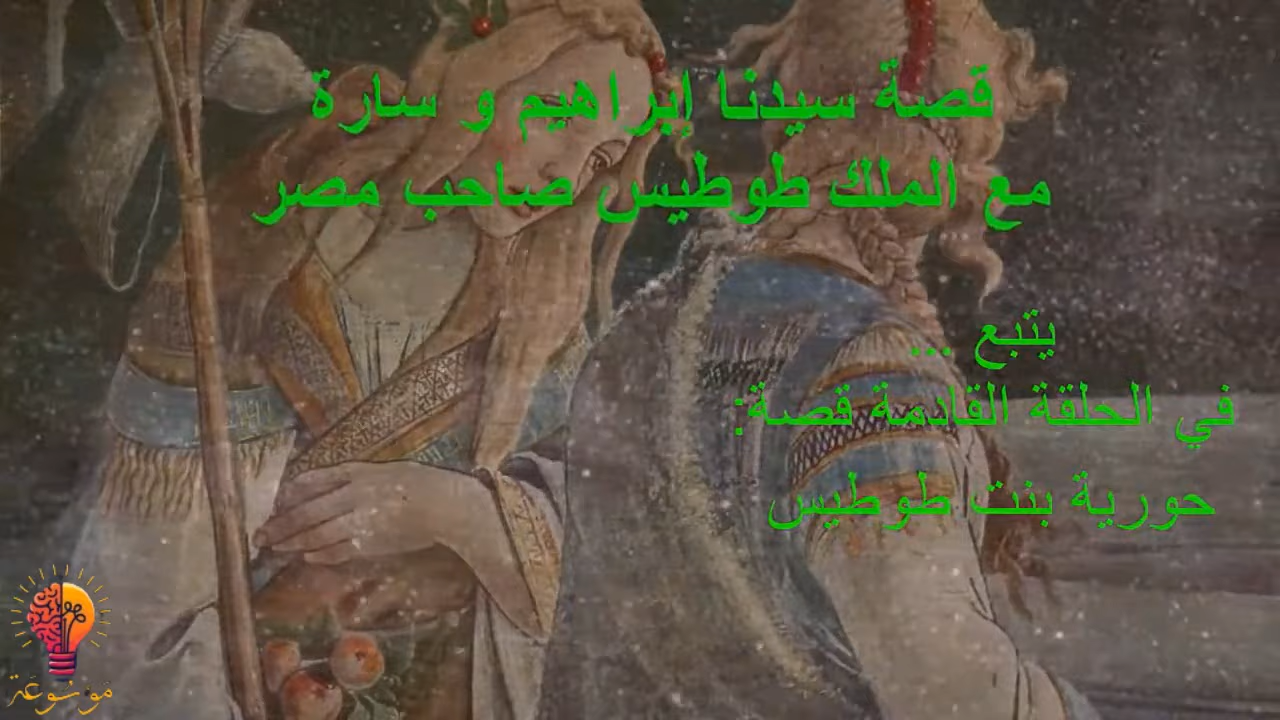 قصة سيدنا إبراهيم و سارة
مع الملك طوطيس صاحب مصر
يتبع ...
في الحلقة القادمة قصة:
حورية بنت طوطيس
موسوعة